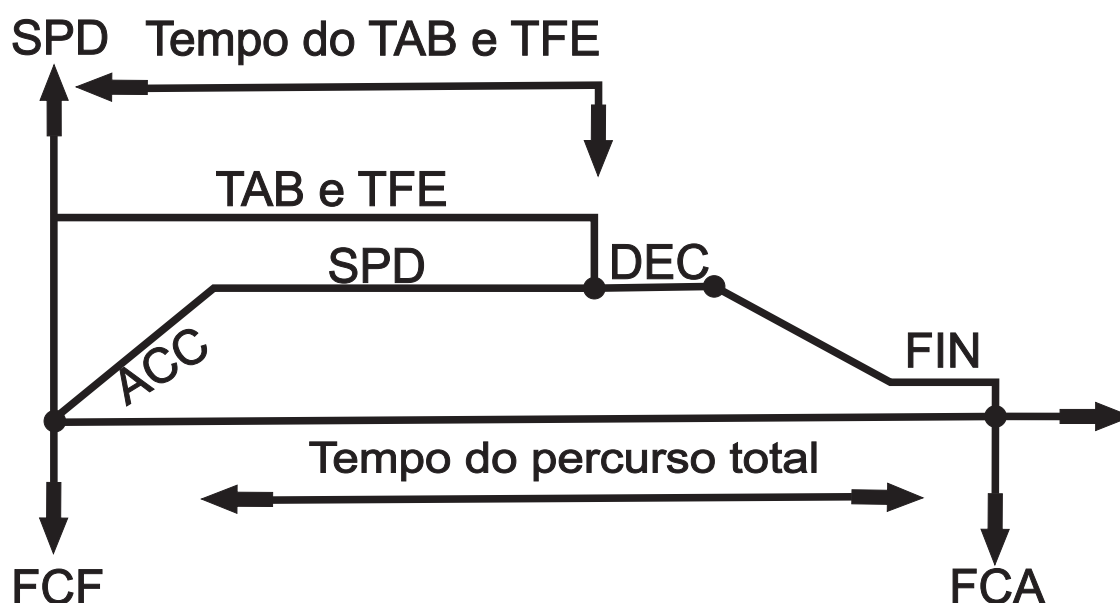 SPD
Tempo do TAB e TFE
TAB e TFE
SPD
DEC
ACC
FIN
Tempo do percurso total
FCF
FCA